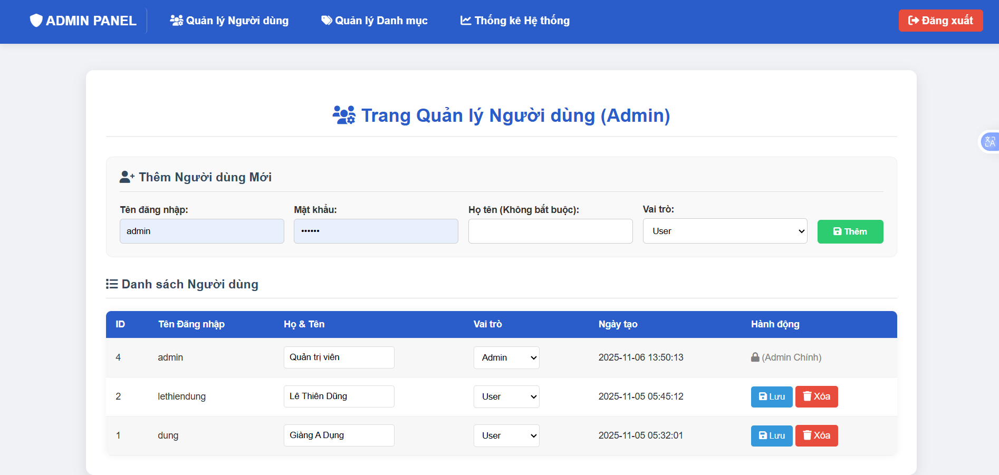 ADMIN PANEL
Quản lý Người dùng
Quản lý Danh mục
Thống kê Hệ thống
Đăng xuất
Trang Quản lý Người dùng (Admin)
Thêm Người dùng Mới
Tên đăng nhập:
Mật khẩu:
Họ tên (Không bắt buộc):
Vai trò:
admin
••••••
User
Thêm
Danh sách Người dùng
ID Tên Đăng nhập Họ & Tên Vai trò Ngày tạo Hành động
4 admin Quản trị viên Admin 2025-11-06 13:50:13 (Admin Chính)
2 lethiendung Lê Thiên Dũng User 2025-11-05 05:45:12 Lưu Xóa
1 dung Giàng A Dụng User 2025-11-05 05:32:01 Lưu Xóa